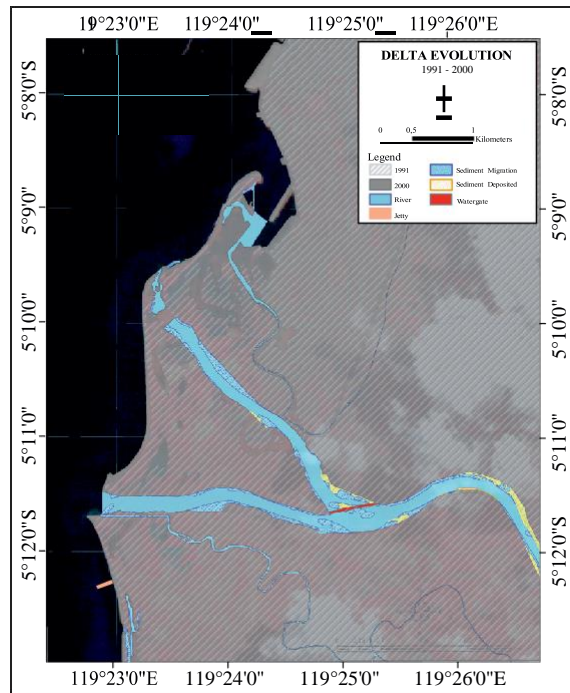 119°23'0"E 119°24'0" 119°25'0" 119°26'0"E
DELTA EVOLUTION
1991 - 2000
0 0,5 1
Kilometers
Legend
1991
2000
River
Jetty
Sediment Migration
Sediment Deposited
Watergate
5°8'0"S
5°9'0"
5°10'0"
5°11'0"
5°12'0"S
5°8'0"S
5°9'0"
5°10'0"
5°11'0"
5°12'0"S
119°23'0"E 119°24'0" 119°25'0" 119°26'0"E